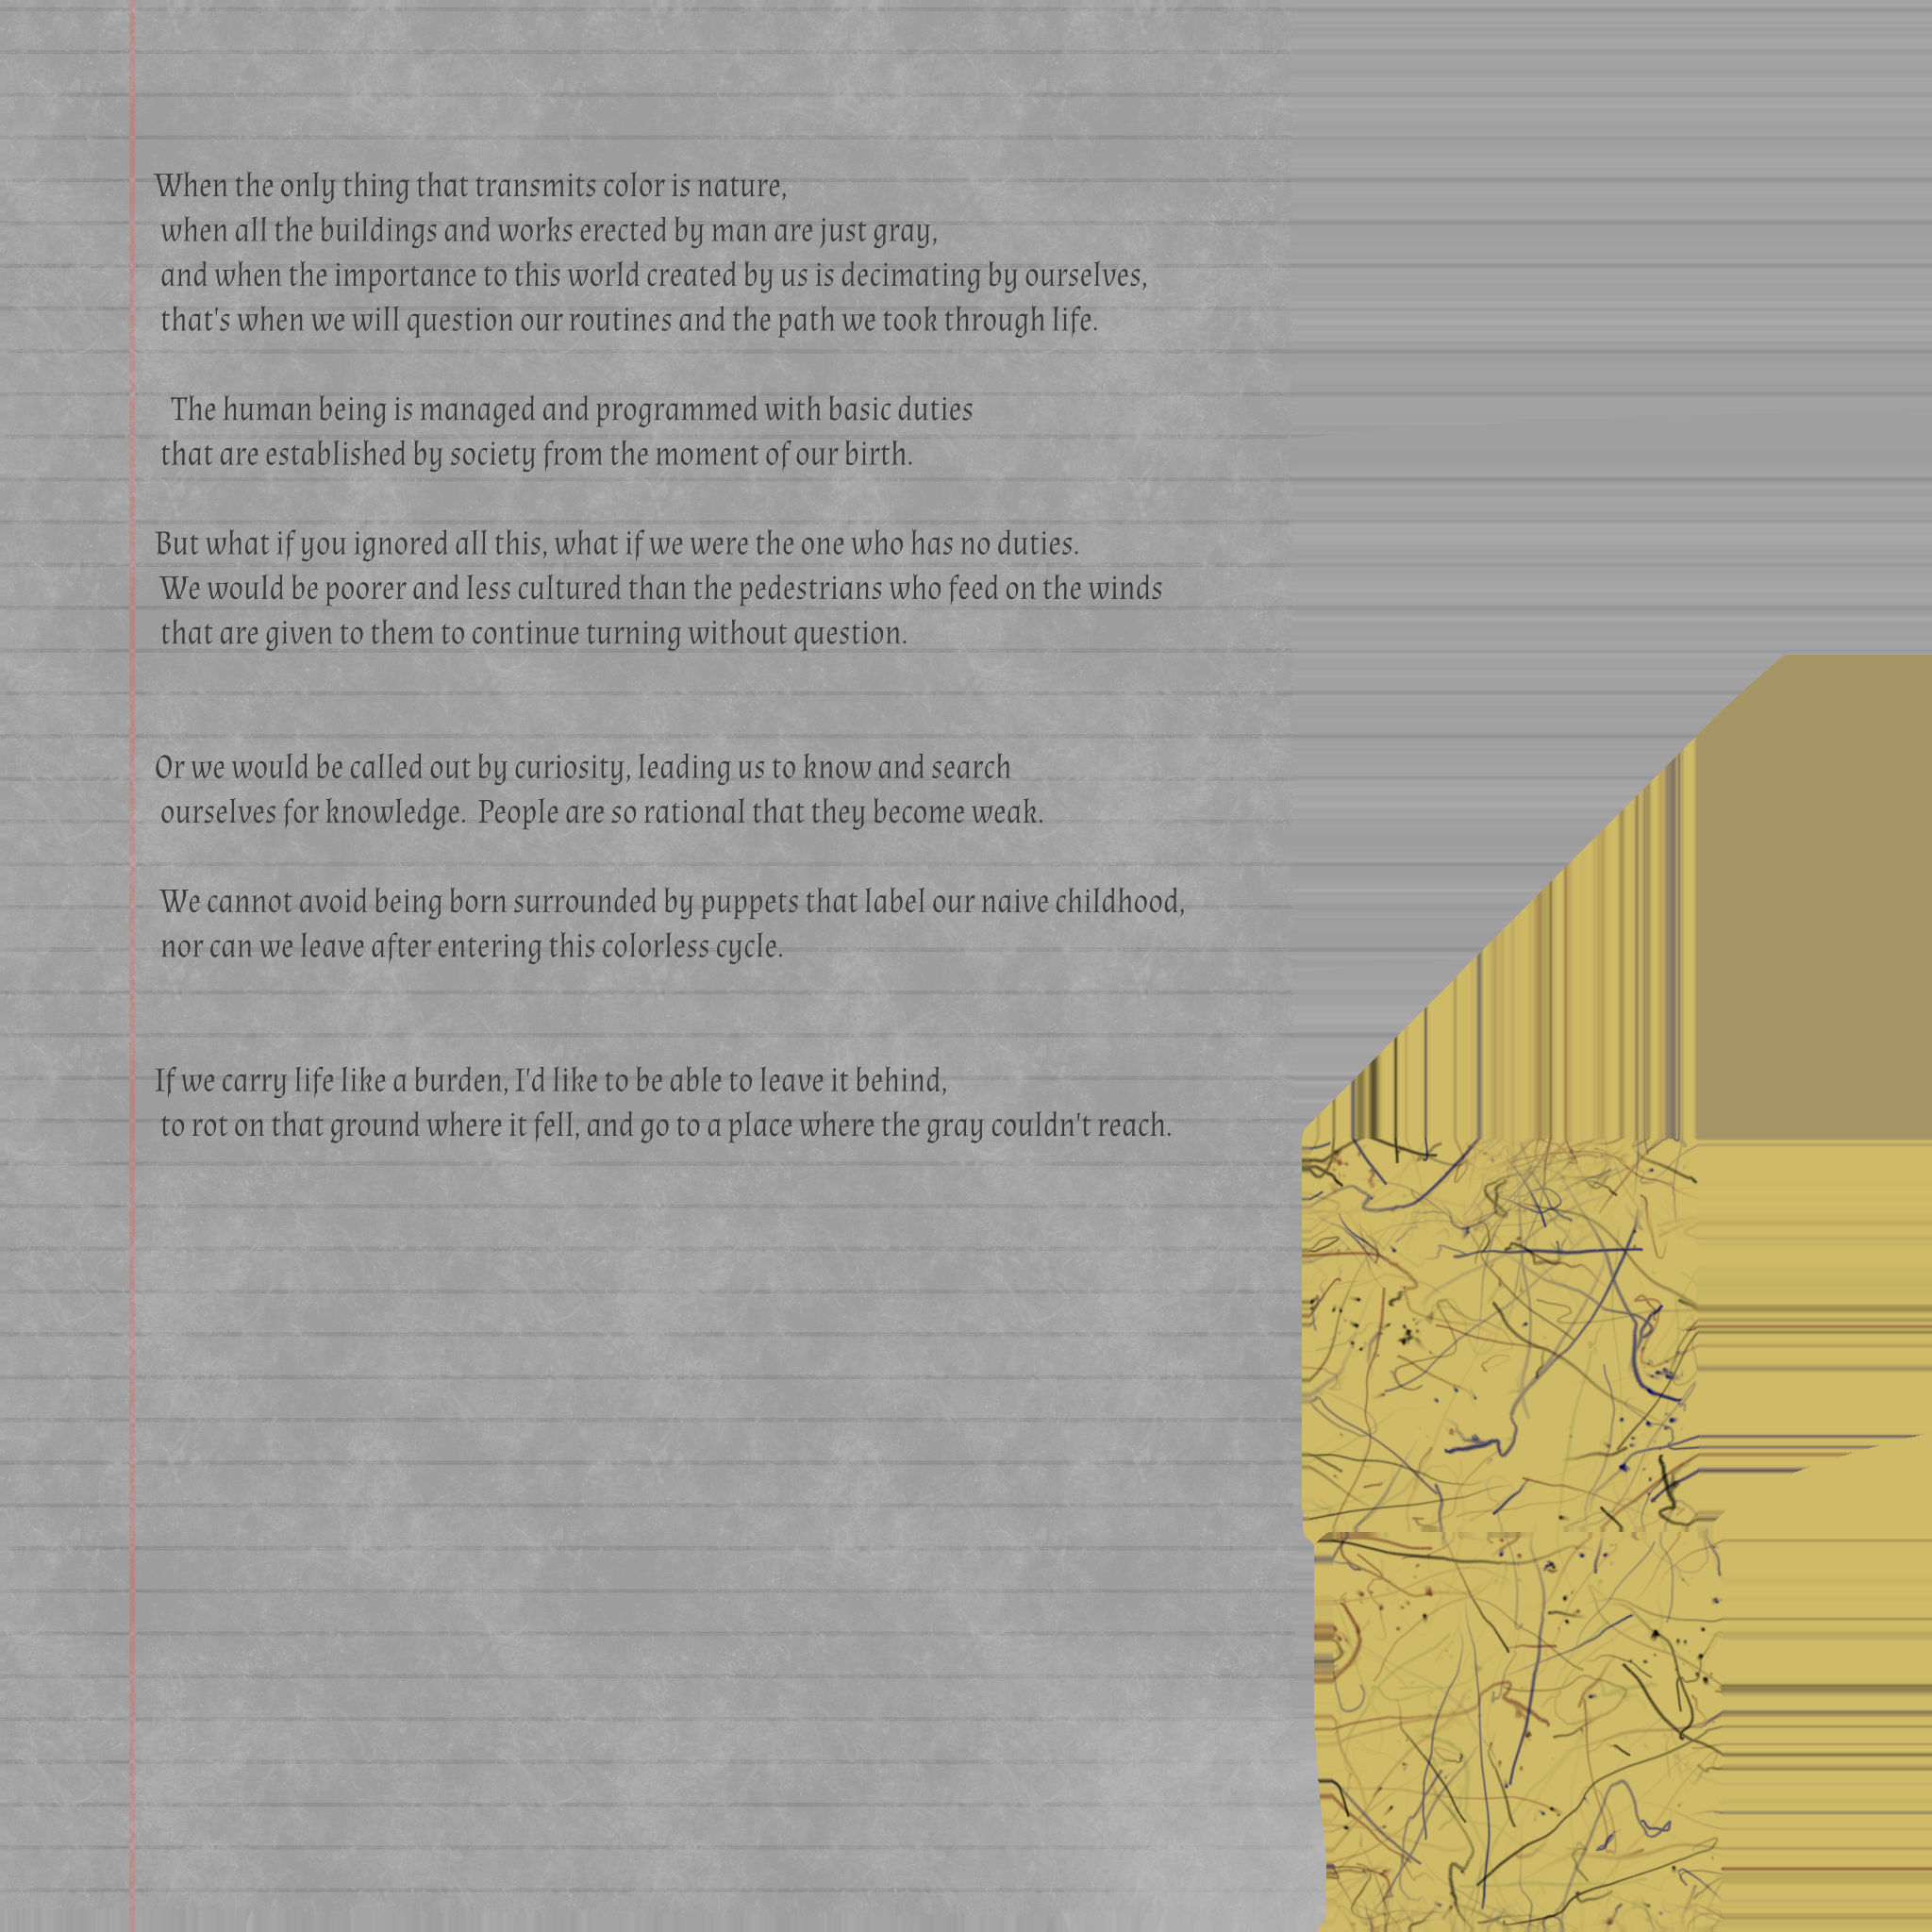 When the only thing that transmits color is nature,
when all the buildings and works erected by man are just gray,
and when the importance to this world created by us is decimating by ourselves,
that's when we will question our routines and the path we took through life.
The human being is managed and programmed with basic duties
that are established by society from the moment of our birth.
But what if you ignored all this, what if we were the one who has no duties.
We would be poorer and less cultured than the pedestrians who feed on the winds
that are given to them to continue turning without question.
Or we would be called out by curiosity, leading us to know and search
ourselves for knowledge.  People are so rational that they become weak.
We cannot avoid being born surrounded by puppets that label our naive childhood,
nor can we leave after entering this colorless cycle.
If we carry life like a burden, I'd like to be able to leave it behind,
to rot on that ground where it fell, and go to a place where the gray couldn't reach.